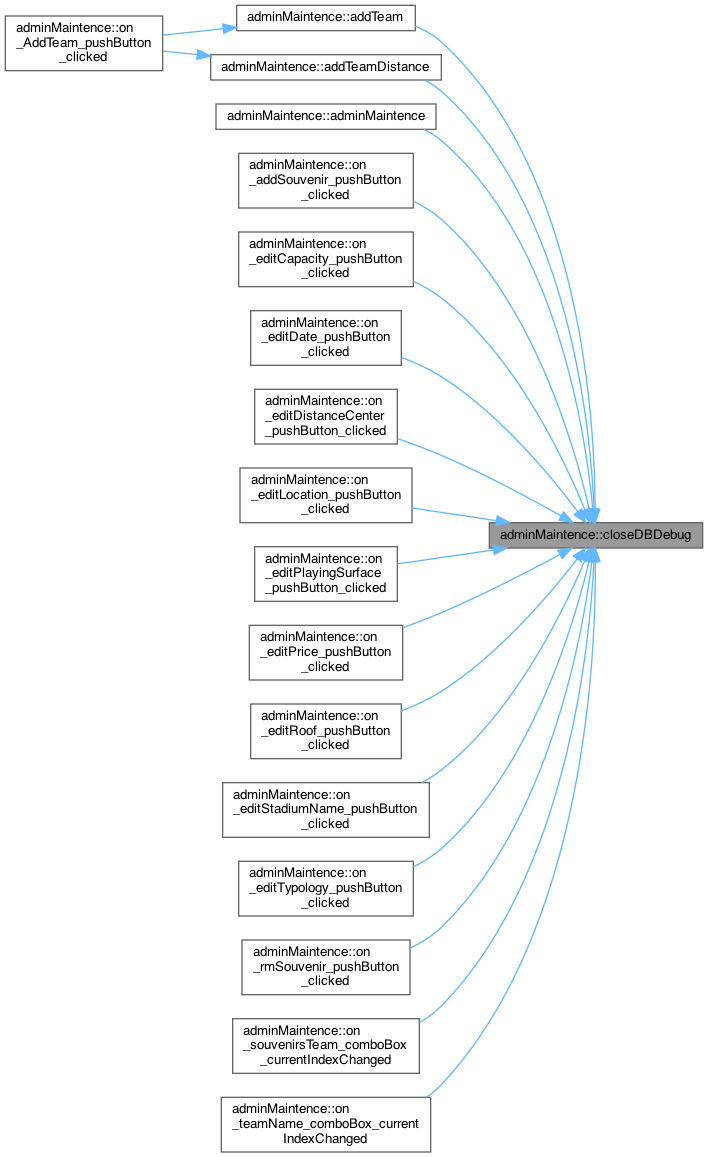 adminMaintence::on
_AddTeam_pushButton
_clicked
adminMaintence::addTeam
adminMaintence::addTeamDistance
adminMaintence::adminMaintence
adminMaintence::on
_addSouvenir_pushButton
_clicked
adminMaintence::on
_editCapacity_pushButton
_clicked
adminMaintence::on
_editDate_pushButton
_clicked
adminMaintence::on
_editDistanceCenter
_pushButton_clicked
adminMaintence::on
_editLocation_pushButton
_clicked
adminMaintence::closeDBDebug
adminMaintence::on
_editPlayingSurface
_pushButton_clicked
adminMaintence::on
_editPrice_pushButton
_clicked
adminMaintence::on
_editRoof_pushButton
_clicked
adminMaintence::on
_editStadiumName_pushButton
_clicked
adminMaintence::on
_editTypology_pushButton
_clicked
adminMaintence::on
_rmSouvenir_pushButton
_clicked
adminMaintence::on
_souvenirsTeam_comboBox
_currentIndexChanged
adminMaintence::on
_teamName_comboBox_current
IndexChanged